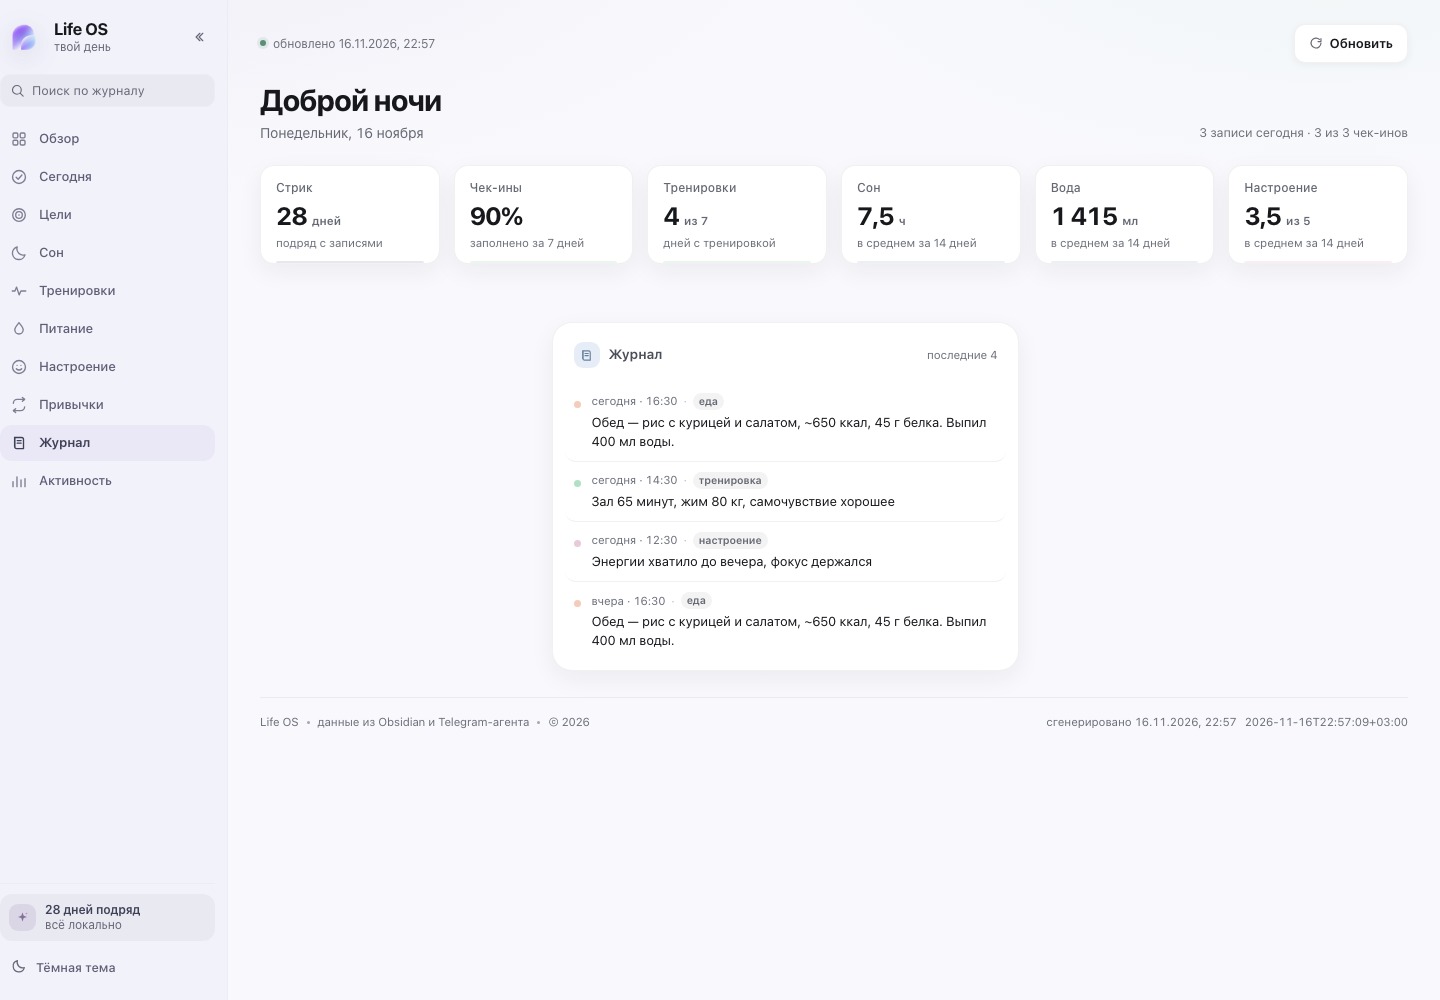 Life OS
твой день
Поиск по журналу
Обзор
Сегодня
Цели
Сон
Тренировки
Питание
Настроение
Привычки
Журнал
Активность
28 дней подряд
всё локально
Тёмная тема
обновлено 16.11.2026, 22:57
Обновить
Доброй ночи
Понедельник, 16 ноября
3 записи сегодня · 3 из 3 чек-инов
Стрик
28 дней
подряд с записями
Чек-ины
90%
заполнено за 7 дней
Тренировки
4 из 7
дней с тренировкой
Сон
7,5 ч
в среднем за 14 дней
Вода
1 415 мл
в среднем за 14 дней
Настроение
3,5 из 5
в среднем за 14 дней
Журнал
последние 4
сегодня · 16:30 · еда
Обед — рис с курицей и салатом, ~650 ккал, 45 г белка. Выпил
400 мл воды.
сегодня · 14:30 · тренировка
Зал 65 минут, жим 80 кг, самочувствие хорошее
сегодня · 12:30 · настроение
Энергии хватило до вечера, фокус держался
вчера · 16:30 · еда
Обед — рис с курицей и салатом, ~650 ккал, 45 г белка. Выпил
400 мл воды.
Life OS • данные из Obsidian и Telegram-агента • © 2026
сгенерировано 16.11.2026, 22:57 2026-11-16T22:57:09+03:00